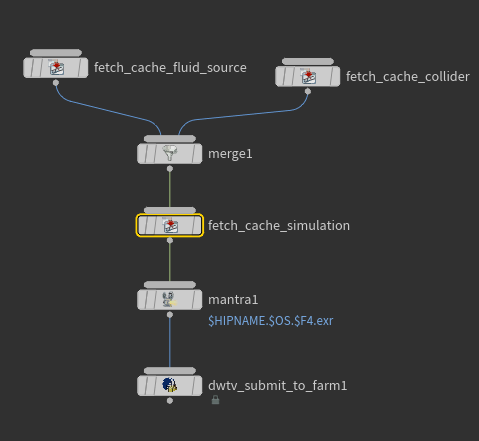 fetch_cache_fluid_source
fetch_cache_collider
merge1
fetch_cache_simulation
mantra1
$HIPNAME.$OS.$F4.exr
dwtv_submit_to_farm1